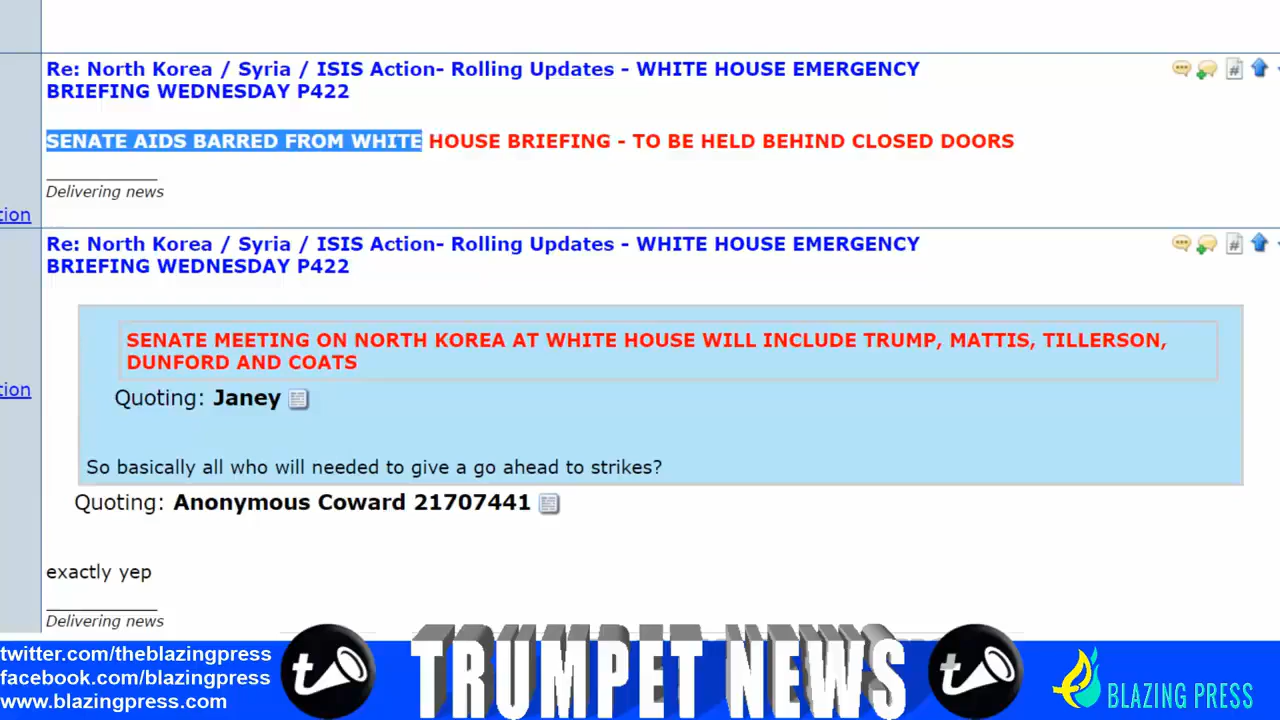 Re: North Korea / Syria / ISIS Action- Rolling Updates - WHITE HOUSE EMERGENCY
BRIEFING WEDNESDAY P422
SENATE AIDS BARRED FROM WHITE HOUSE BRIEFING - TO BE HELD BEHIND CLOSED DOORS
Delivering news
tion
Re: North Korea / Syria / ISIS Action- Rolling Updates - WHITE HOUSE EMERGENCY
BRIEFING WEDNESDAY P422
SENATE MEETING ON NORTH KOREA AT WHITE HOUSE WILL INCLUDE TRUMP, MATTIS, TILLERSON,
DUNFORD AND COATS
tion
Quoting: Janey
So basically all who will needed to give a go ahead to strikes?
Quoting: Anonymous Coward 21707441
exactly yep
Delivering news
twitter.com/theblazingpress
facebook.com/blazingpress
www.blazingpress.com
t
TRUMPET NEWS
t
BLAZING PRESS